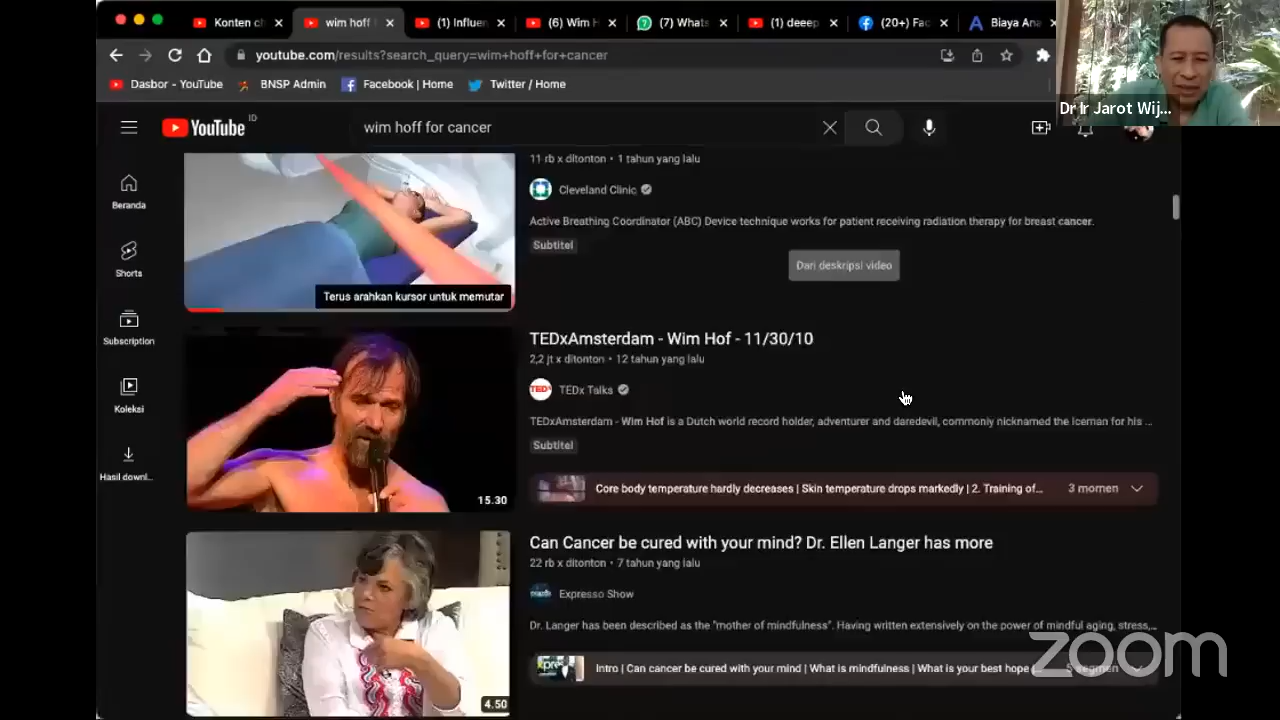 Konten ch
wim hoff
(1) Influen
(6) Wim H
(7) Whats
(1) deeep
(20+) Fac
Biaya Ana
youtube.com/results?search_query=wim+hoff+for+cancer
Dasbor - YouTube
BNSP Admin
Facebook | Home
Twitter / Home
Dr Ir Jarot Wij...
YouTube ID
wim hoff for cancer
Beranda
Shorts
Subscription
Koleksi
Hasil downl...
11 rb x ditonton • 1 tahun yang lalu
Cleveland Clinic
Active Breathing Coordinator (ABC) Device technique works for patient receiving radiation therapy for breast cancer.
Subtitel
Dari deskripsi video
Terus arahkan kursor untuk memutar
TEDxAmsterdam - Wim Hof - 11/30/10
2,2 jt x ditonton • 12 tahun yang lalu
TEDx
TEDx Talks
TEDxAmsterdam - Wim Hof is a Dutch world record holder, adventurer and daredevil, commonly nicknamed the Iceman for his ...
Subtitel
Core body temperature hardly decreases | Skin temperature drops markedly | 2. Training of...
3 momen
15.30
Can Cancer be cured with your mind? Dr. Ellen Langer has more
22 rb x ditonton • 7 tahun yang lalu
Expresso Show
Dr. Langer has been described as the "mother of mindfulness". Having written extensively on the power of mindful aging, stress,...
Intro | Can cancer be cured with your mind | What is mindfulness | What is your best hope
5 segmen
4.50
zoom